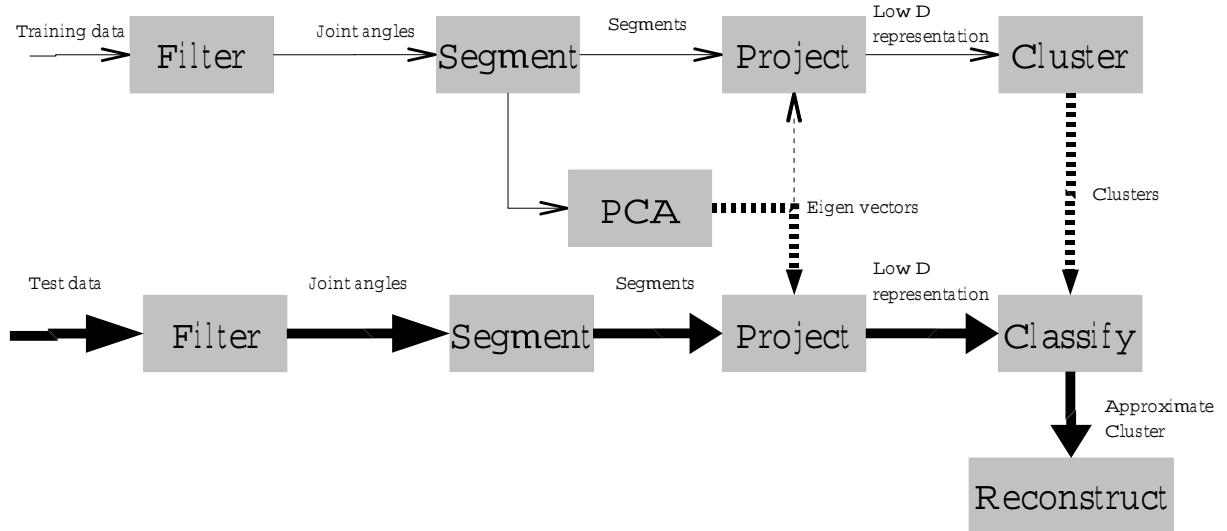 Training data
Filter
Joint angles
Segment
Segments
Project
Low D
representation
Cluster
PCA
Eigen vectors
Clusters
Test data
Filter
Joint angles
Segment
Segments
Project
Low D
representation
Classify
Approximate
Cluster
Reconstruct